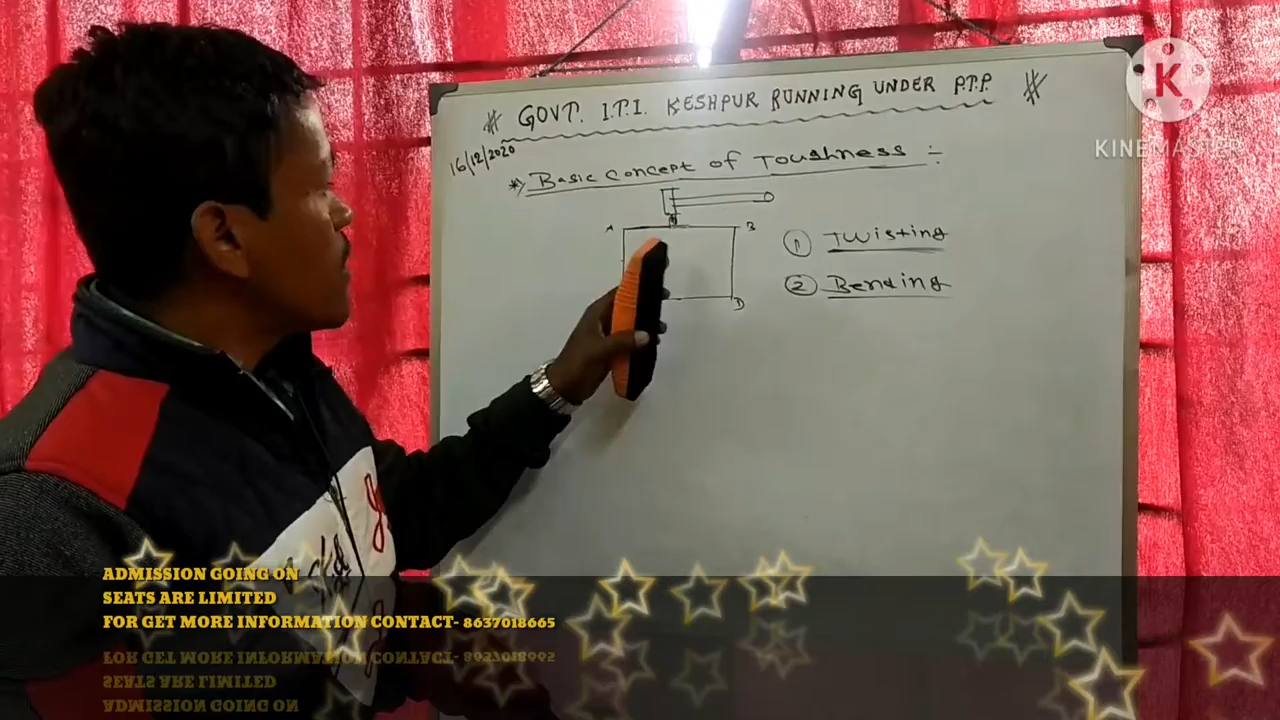 # GOVT. I.T.I. KESHPUR RUNNING UNDER P.T.P. #
16/12/2020
*) Basic Concept of Toughness :-
A B
D
① Twisting
② Bending
K
KINEMASTER
ADMISSION GOING ON
SEATS ARE LIMITED
FOR GET MORE INFORMATION CONTACT- 8637018665